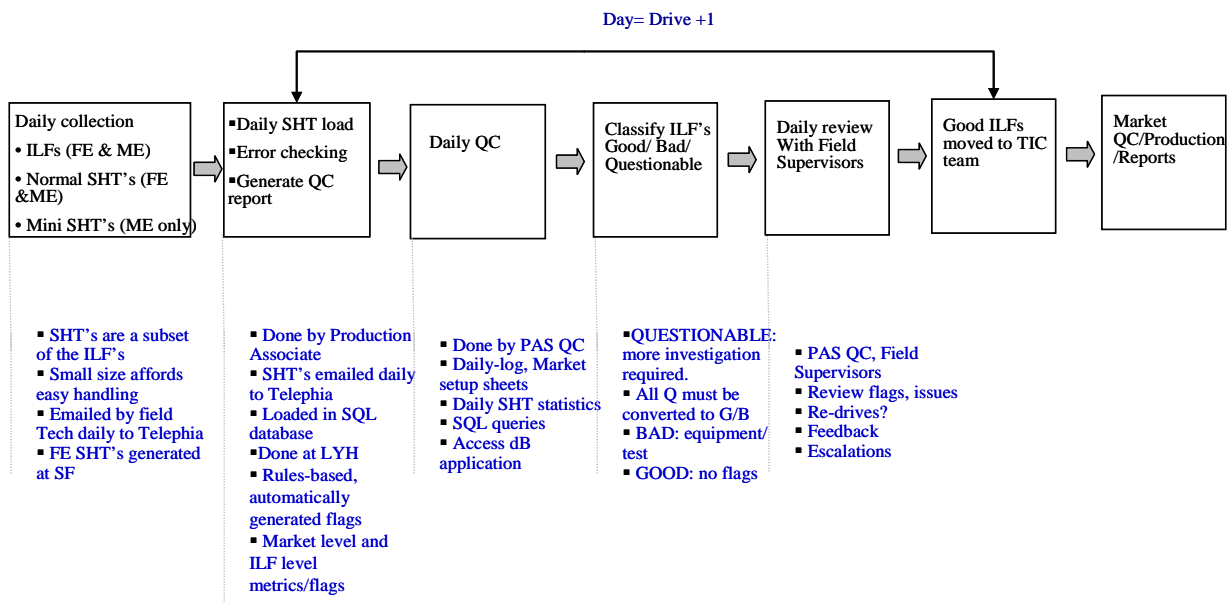 Day= Drive +1
Daily collection
• ILFs (FE & ME)
• Normal SHT's (FE
&ME)
• Mini SHT's (ME only)
▪Daily SHT load
▪Error checking
▪Generate QC
report
Daily QC
Classify ILF's
Good/ Bad/
Questionable
Daily review
With Field
Supervisors
Good ILFs
moved to TIC
team
Market
QC/Production
/Reports
▪ SHT's are a subset
of the ILF's
▪ Small size affords
easy handling
▪ Emailed by field
Tech daily to Telephia
▪ FE SHT's generated
at SF
▪ Done by Production
Associate
▪ SHT's emailed daily
to Telephia
▪ Loaded in SQL
database
▪Done at LYH
▪ Rules-based,
automatically
generated flags
▪ Market level and
ILF level
metrics/flags
▪ Done by PAS QC
▪ Daily-log, Market
setup sheets
▪ Daily SHT statistics
▪ SQL queries
▪ Access dB
application
▪QUESTIONABLE:
more investigation
required.
▪ All Q must be
converted to G/B
▪ BAD: equipment/
test
▪ GOOD: no flags
▪ PAS QC, Field
Supervisors
▪ Review flags, issues
▪ Re-drives?
▪ Feedback
▪ Escalations